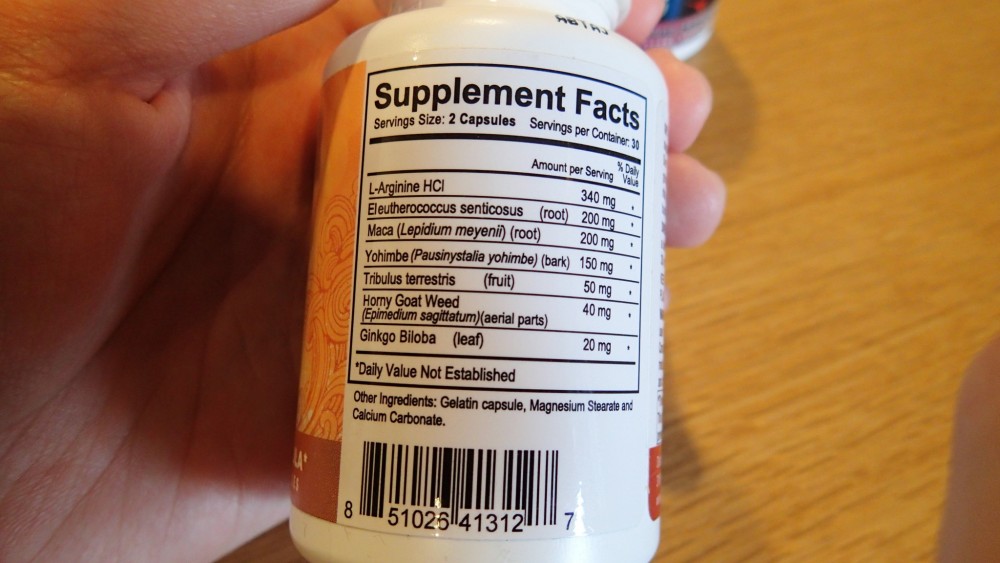 Supplement Facts
Servings Size: 2 Capsules Servings per Container: 30
Amount per Serving % Daily Value
L-Arginine HCl 340 mg *
Eleutherococcus senticosus (root) 200 mg *
Maca (Lepidium meyenii) (root) 200 mg *
Yohimbe (Pausinystalia yohimbe) (bark) 150 mg *
Tribulus terrestris (fruit) 50 mg *
Horny Goat Weed
(Epimedium sagittatum)(aerial parts) 40 mg *
Ginkgo Biloba (leaf) 20 mg *
*Daily Value Not Established
Other Ingredients: Gelatin capsule, Magnesium Stearate and
Calcium Carbonate.
8 51026 41312 7